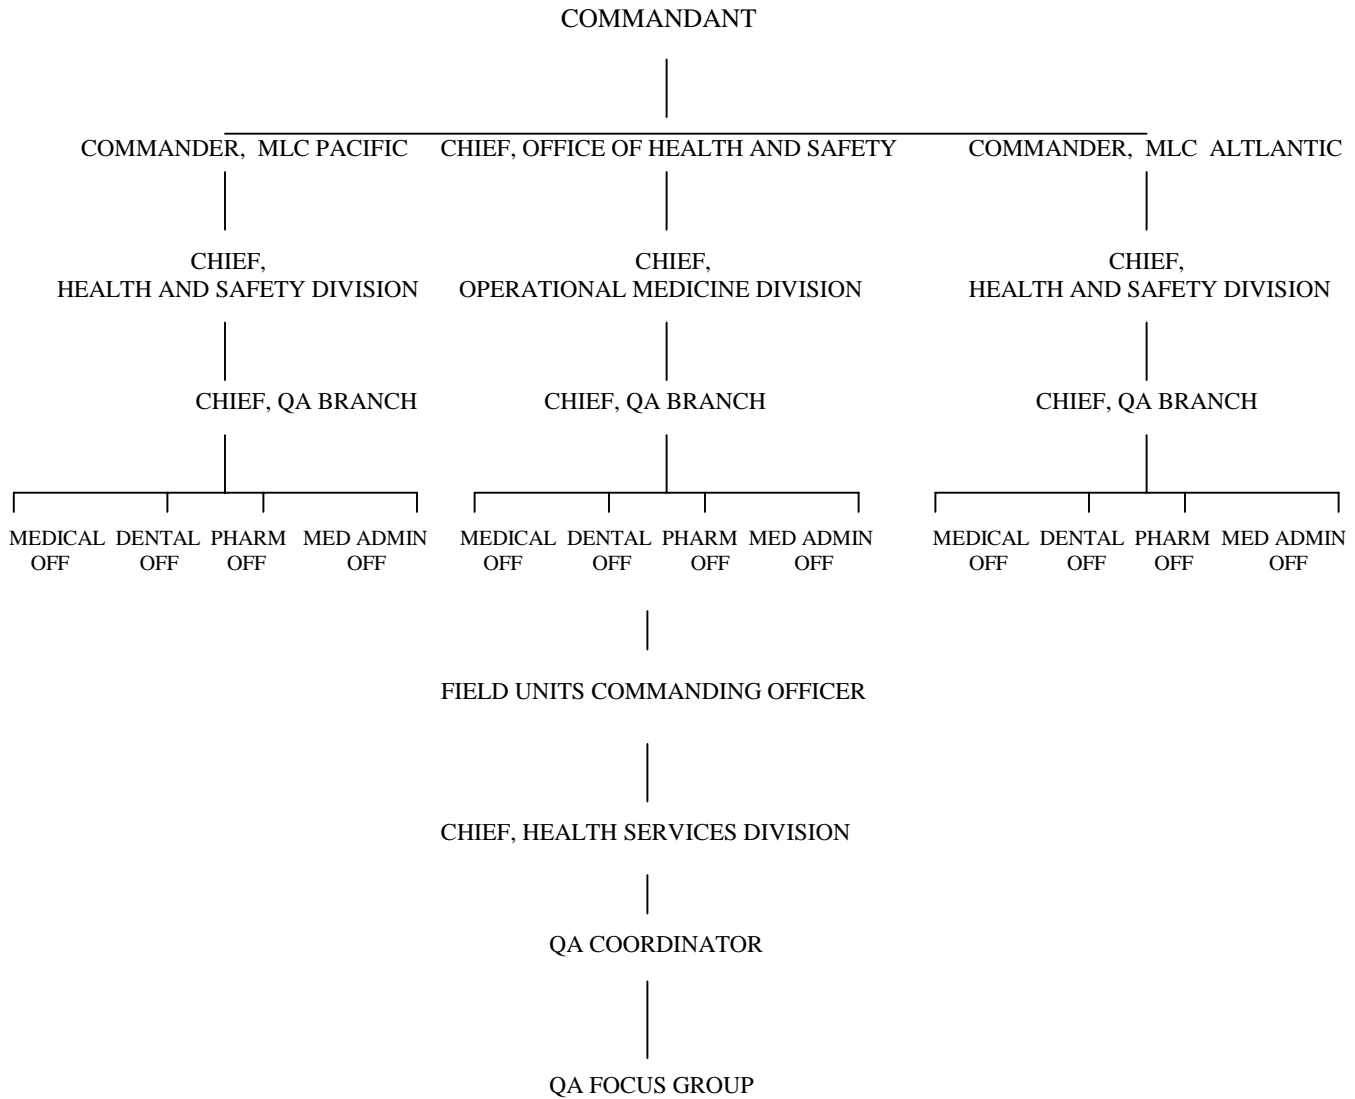 COMMANDANT
COMMANDER, MLC PACIFIC
CHIEF, OFFICE OF HEALTH AND SAFETY
COMMANDER, MLC ALTLANTIC
CHIEF,
HEALTH AND SAFETY DIVISION
CHIEF,
OPERATIONAL MEDICINE DIVISION
CHIEF,
HEALTH AND SAFETY DIVISION
CHIEF, QA BRANCH
CHIEF, QA BRANCH
CHIEF, QA BRANCH
MEDICAL
OFF
DENTAL
OFF
PHARM
OFF
MED ADMIN
OFF
MEDICAL
OFF
DENTAL
OFF
PHARM
OFF
MED ADMIN
OFF
MEDICAL
OFF
DENTAL
OFF
PHARM
OFF
MED ADMIN
OFF
FIELD UNITS COMMANDING OFFICER
CHIEF, HEALTH SERVICES DIVISION
QA COORDINATOR
QA FOCUS GROUP